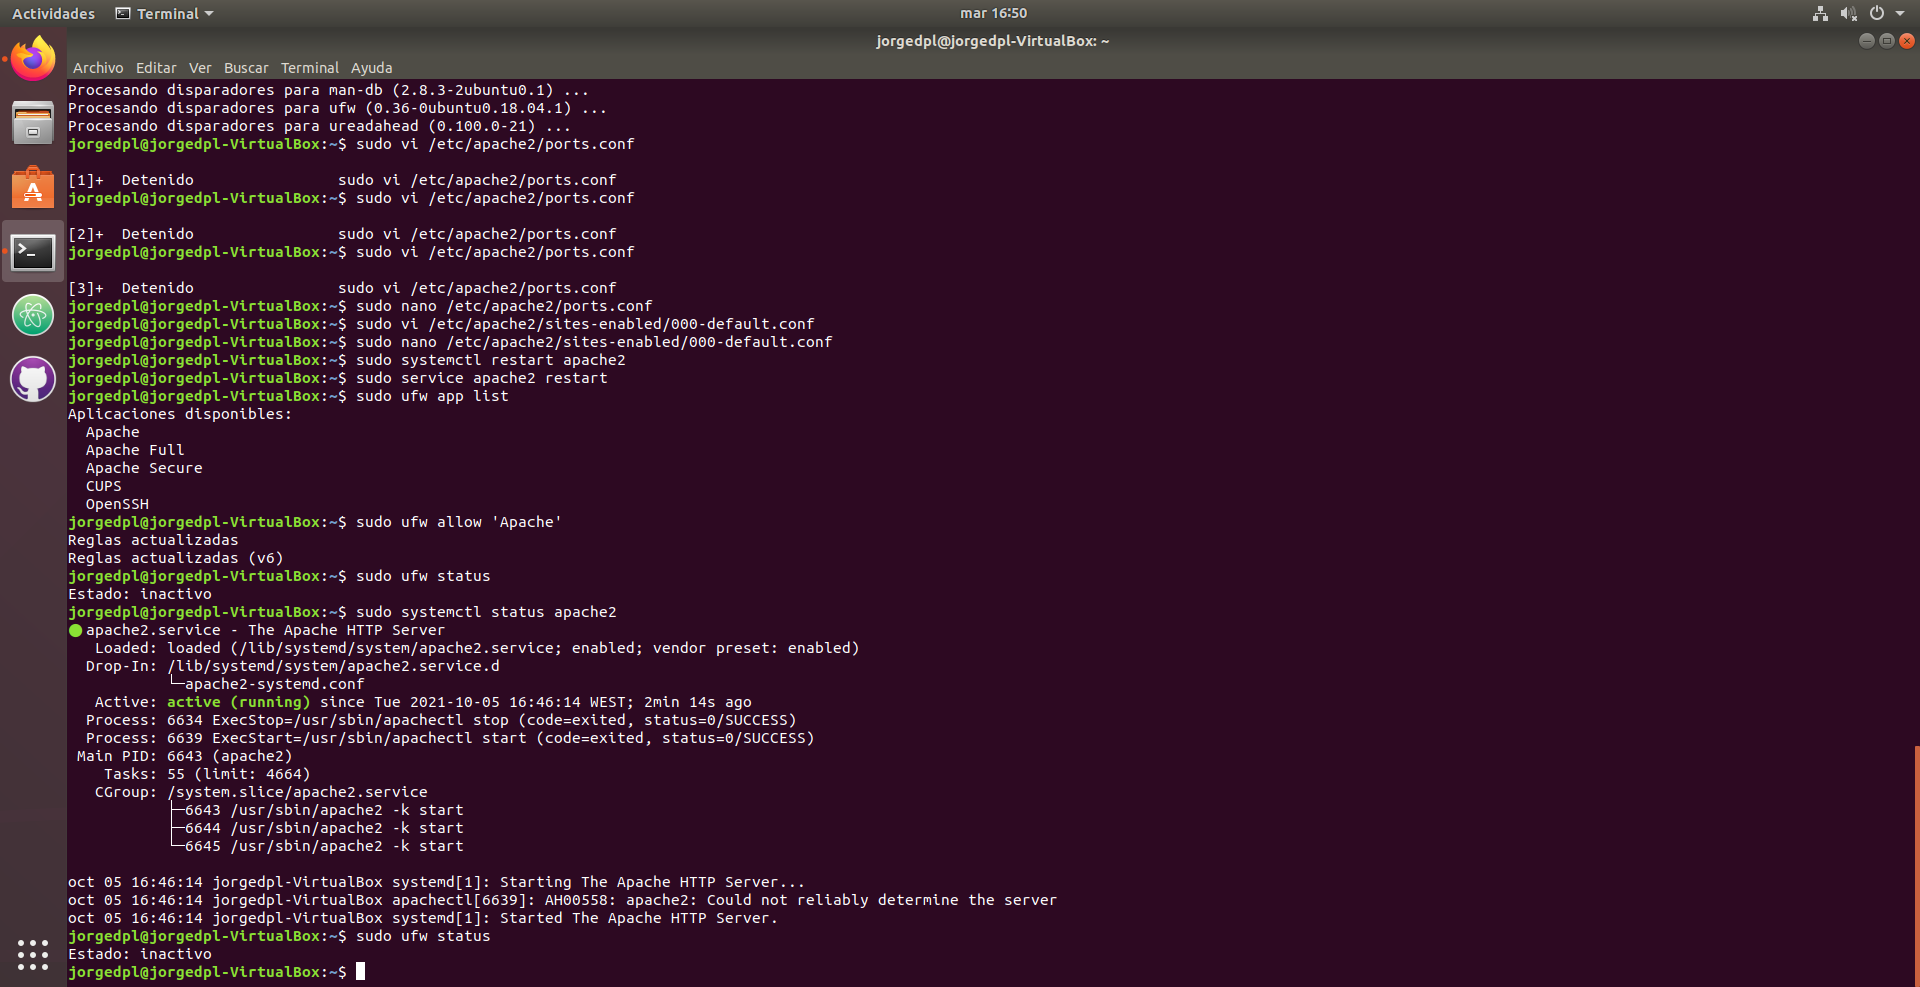 Actividades Terminal mar 16:50
jorgedpl@jorgedpl-VirtualBox: ~
Archivo Editar Ver Buscar Terminal Ayuda
Procesando disparadores para man-db (2.8.3-2ubuntu0.1) ...
Procesando disparadores para ufw (0.36-0ubuntu0.18.04.1) ...
Procesando disparadores para ureadahead (0.100.0-21) ...
jorgedpl@jorgedpl-VirtualBox:~$ sudo vi /etc/apache2/ports.conf
[1]+  Detenido                sudo vi /etc/apache2/ports.conf
jorgedpl@jorgedpl-VirtualBox:~$ sudo vi /etc/apache2/ports.conf
[2]+  Detenido                sudo vi /etc/apache2/ports.conf
jorgedpl@jorgedpl-VirtualBox:~$ sudo vi /etc/apache2/ports.conf
[3]+  Detenido                sudo vi /etc/apache2/ports.conf
jorgedpl@jorgedpl-VirtualBox:~$ sudo nano /etc/apache2/ports.conf
jorgedpl@jorgedpl-VirtualBox:~$ sudo vi /etc/apache2/sites-enabled/000-default.conf
jorgedpl@jorgedpl-VirtualBox:~$ sudo nano /etc/apache2/sites-enabled/000-default.conf
jorgedpl@jorgedpl-VirtualBox:~$ sudo systemctl restart apache2
jorgedpl@jorgedpl-VirtualBox:~$ sudo service apache2 restart
jorgedpl@jorgedpl-VirtualBox:~$ sudo ufw app list
Aplicaciones disponibles:
  Apache
  Apache Full
  Apache Secure
  CUPS
  OpenSSH
jorgedpl@jorgedpl-VirtualBox:~$ sudo ufw allow 'Apache'
Reglas actualizadas
Reglas actualizadas (v6)
jorgedpl@jorgedpl-VirtualBox:~$ sudo ufw status
Estado: inactivo
jorgedpl@jorgedpl-VirtualBox:~$ sudo systemctl status apache2
● apache2.service - The Apache HTTP Server
   Loaded: loaded (/lib/systemd/system/apache2.service; enabled; vendor preset: enabled)
  Drop-In: /lib/systemd/system/apache2.service.d
           └─apache2-systemd.conf
   Active: active (running) since Tue 2021-10-05 16:46:14 WEST; 2min 14s ago
  Process: 6634 ExecStop=/usr/sbin/apachectl stop (code=exited, status=0/SUCCESS)
  Process: 6639 ExecStart=/usr/sbin/apachectl start (code=exited, status=0/SUCCESS)
 Main PID: 6643 (apache2)
    Tasks: 55 (limit: 4664)
   CGroup: /system.slice/apache2.service
           ├─6643 /usr/sbin/apache2 -k start
           ├─6644 /usr/sbin/apache2 -k start
           └─6645 /usr/sbin/apache2 -k start
oct 05 16:46:14 jorgedpl-VirtualBox systemd[1]: Starting The Apache HTTP Server...
oct 05 16:46:14 jorgedpl-VirtualBox apachectl[6639]: AH00558: apache2: Could not reliably determine the server
oct 05 16:46:14 jorgedpl-VirtualBox systemd[1]: Started The Apache HTTP Server.
jorgedpl@jorgedpl-VirtualBox:~$ sudo ufw status
Estado: inactivo
jorgedpl@jorgedpl-VirtualBox:~$